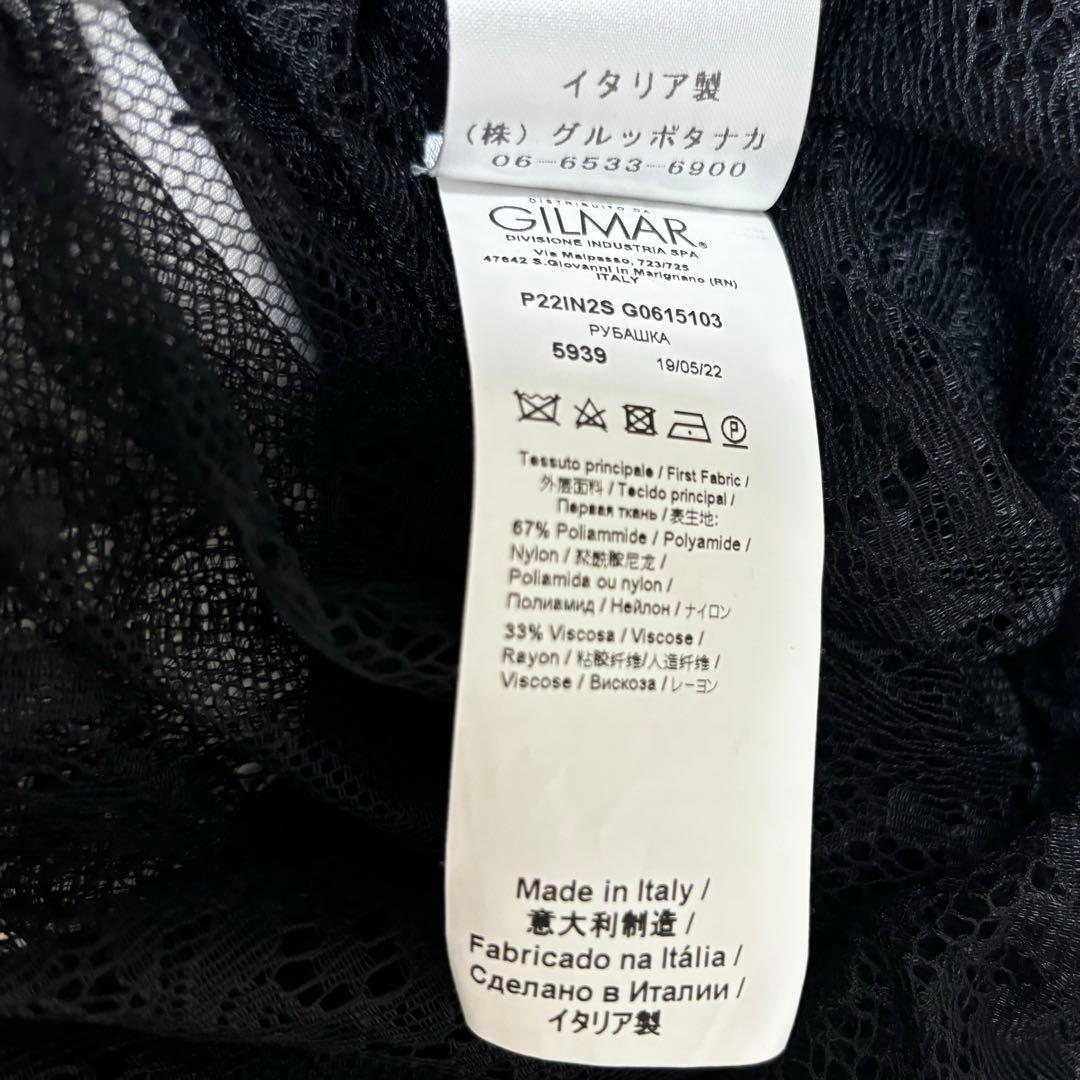 イタリア製
(株) グルッポタナカ
06-6533-6900
DISTRIBUITO DA
GILMAR®
DIVISIONE INDUSTRIA SPA
Via Malpasso, 723/725
47842 S.Giovanni in Marignano (RN)
ITALY
P22IN2S G0615103
РУБАШКА
5939 19/05/22
P
Tessuto principale / First Fabric /
外层面料 / Tecido principal /
Первая ткань / 表生地:
67% Poliammide / Polyamide /
Nylon / 聚酰胺尼龙 /
Poliamida ou nylon /
Полиамид / Нейлон / ナイロン
33% Viscosa / Viscose /
Rayon / 粘胶纤维/人造纤维 /
Viscose / Вискоза / レーヨン
Made in Italy /
意大利制造 /
Fabricado na Itália /
Сделано в Италии /
イタリア製